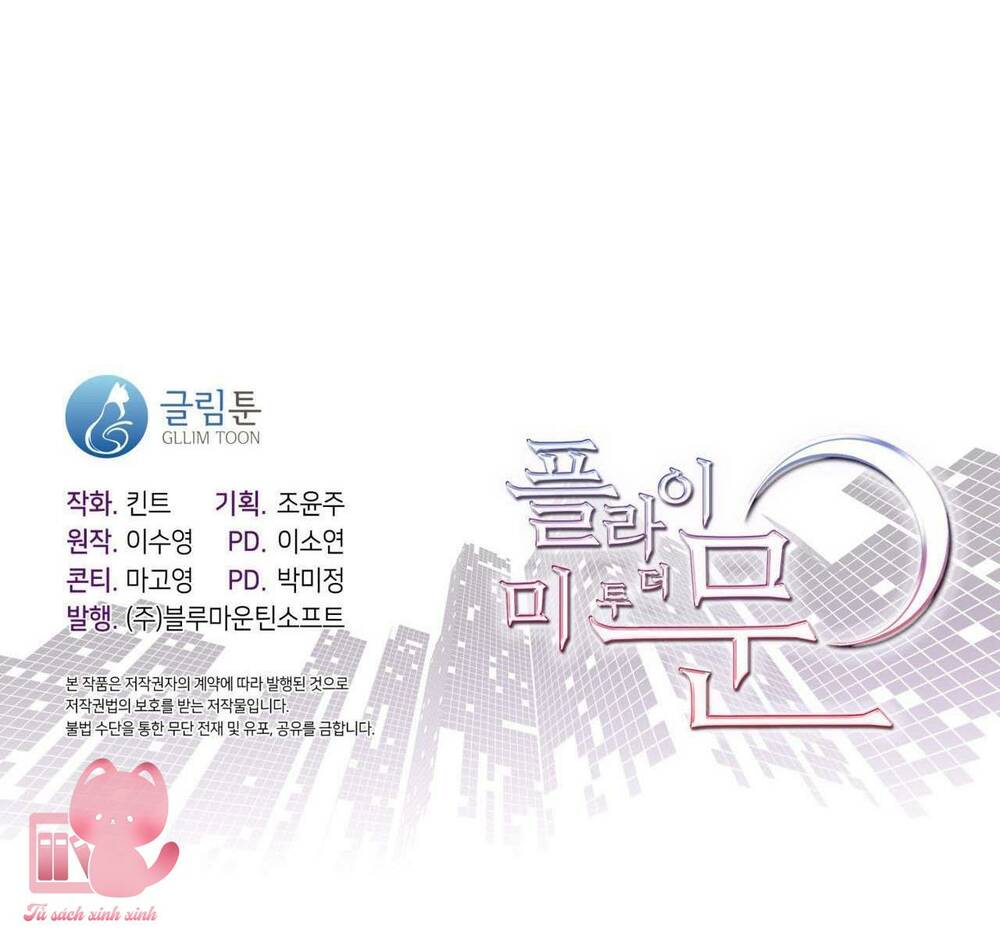 글림툰
GLLIM TOON
작화. 킨트 기획. 조윤주
원작. 이수영 PD. 이소연
콘티. 마고영 PD. 박미정
발행. (주)블루마운틴소프트
본 작품은 저작권자의 계약에 따라 발행된 것으로
저작권법의 보호를 받는 저작물입니다.
불법 수단을 통한 무단 전재 및 유포, 공유를 금합니다.
플라이
미 투 더 문
Tủ sách xinh xinh